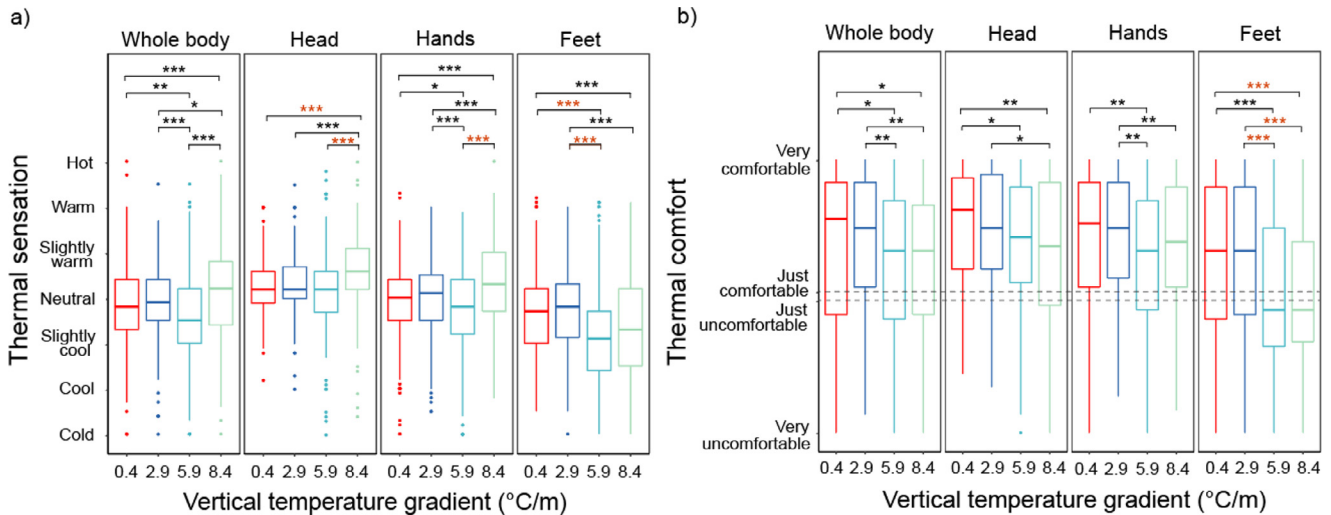 a)
Whole body
Head
Hands
Feet
***
**
*
***
***
***
***
***
***
*
***
***
***
***
***
***
***
Thermal sensation
Hot
Warm
Slightly
warm
Neutral
Slightly
cool
Cool
Cold
0.4 2.9 5.9 8.4 0.4 2.9 5.9 8.4 0.4 2.9 5.9 8.4 0.4 2.9 5.9 8.4
Vertical temperature gradient (°C/m)
b)
Whole body
Head
Hands
Feet
*
*
**
**
**
*
*
**
**
**
***
***
***
***
Thermal comfort
Very
comfortable
Just
comfortable
Just
uncomfortable
Very
uncomfortable
0.4 2.9 5.9 8.4 0.4 2.9 5.9 8.4 0.4 2.9 5.9 8.4 0.4 2.9 5.9 8.4
Vertical temperature gradient (°C/m)